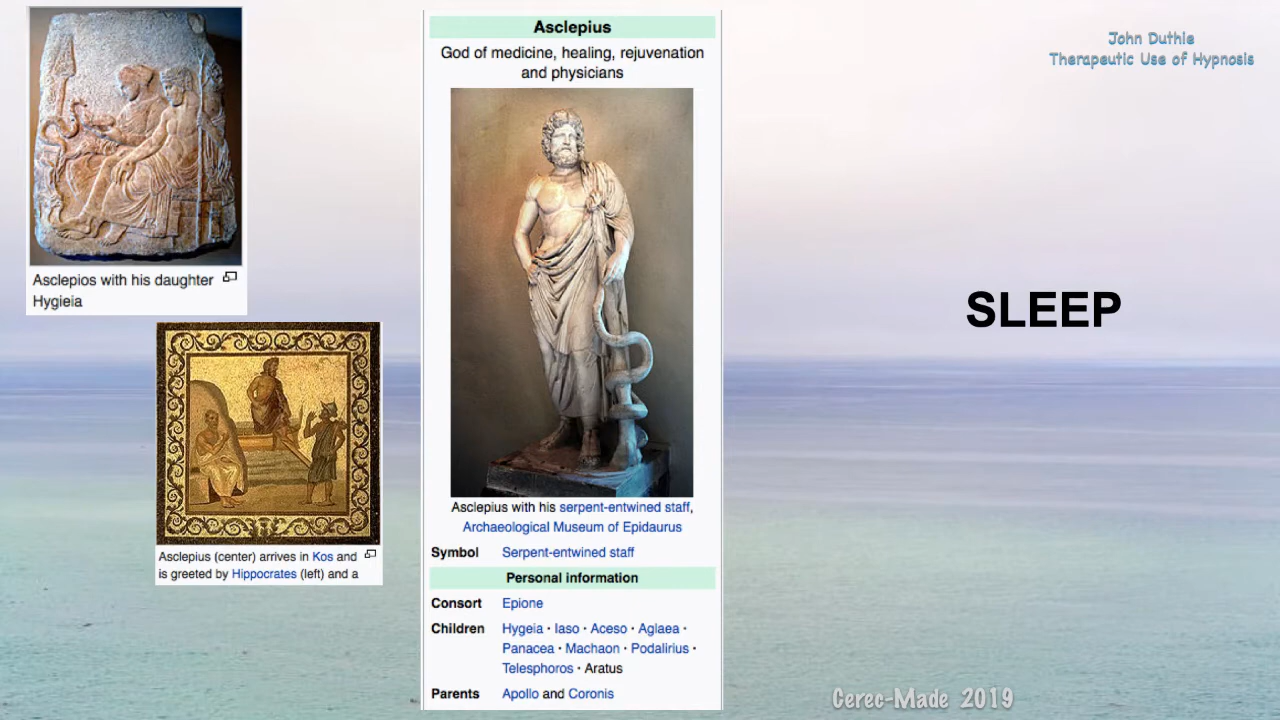 Asclepios with his daughter
Hygieia
Asclepius (center) arrives in Kos and
is greeted by Hippocrates (left) and a
Asclepius
God of medicine, healing, rejuvenation
and physicians
Asclepius with his serpent-entwined staff,
Archaeological Museum of Epidaurus
Symbol Serpent-entwined staff
Personal information
Consort Epione
Children Hygeia · Iaso · Aceso · Aglaea ·
Panacea · Machaon · Podalirius ·
Telesphoros · Aratus
Parents Apollo and Coronis
John Duthie
Therapeutic Use of Hypnosis
SLEEP
Cerec-Made 2019